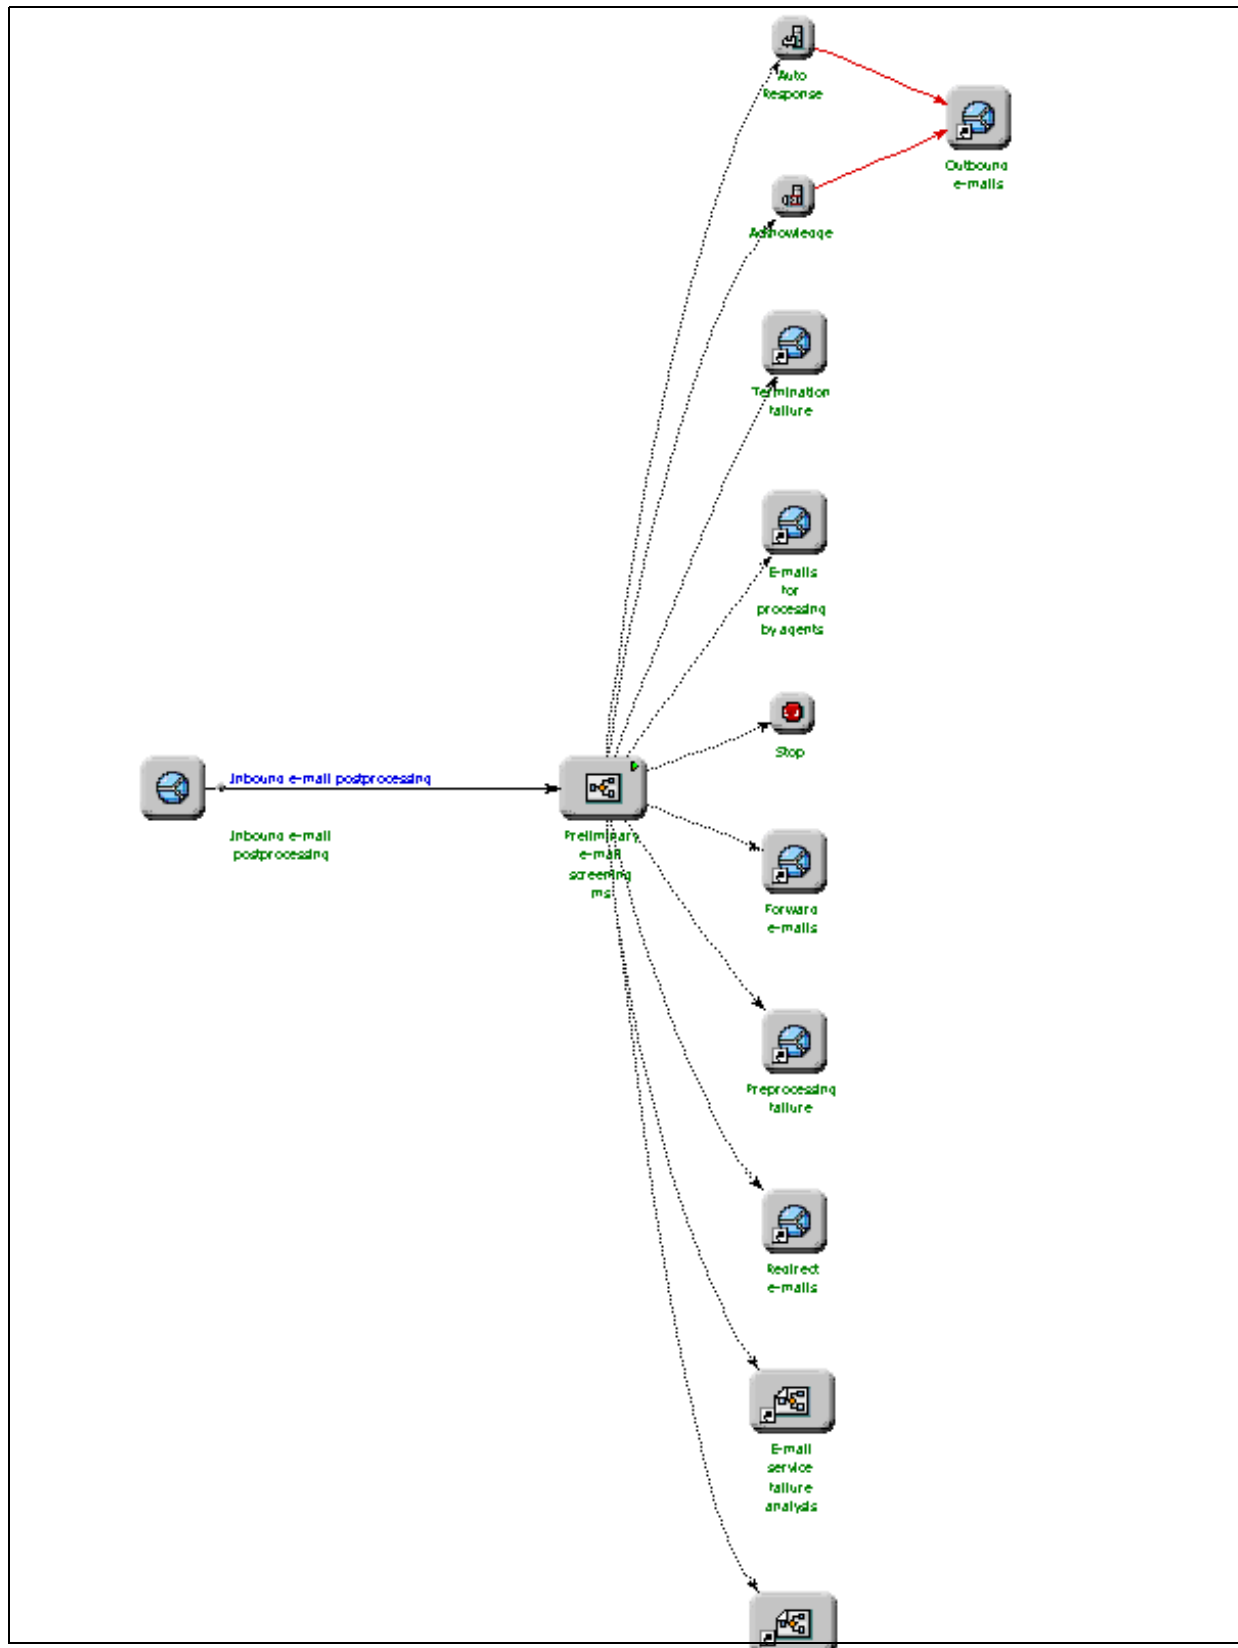 Auto
Response
Outbound
e-mails
Acknowledge
Termination
failure
E-mails
for
processing
by agents
Stop
Inbound e-mail postprocessing
Inbound e-mail
postprocessing
Preliminary
e-mail
screening
ms
Forward
e-mails
Preprocessing
failure
Redirect
e-mails
E-mail
service
failure
analysis